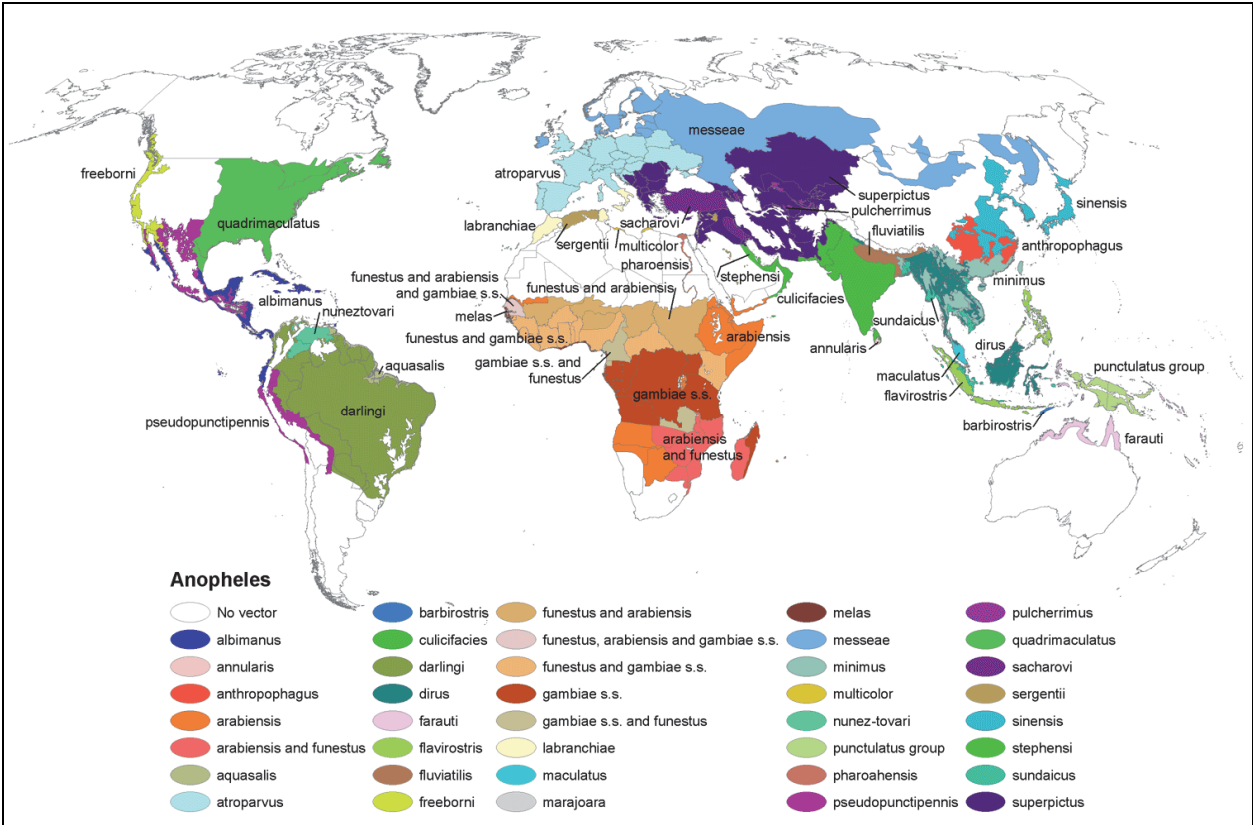 freeborni
quadrimaculatus
albimanus
nuneztovari
aquasalis
darlingi
pseudopunctipennis
messeae
atroparvus
labranchiae
sergentii
sacharovi
multicolor
pharoensis
stephensi
superpictus
pulcherrimus
fluviatilis
sinensis
anthropophagus
minimus
culicifacies
funestus and arabiensis
and gambiae s.s.
funestus and arabiensis
melas
funestus and gambiae s.s.
gambiae s.s. and
funestus
arabiensis
gambiae s.s.
arabiensis
and funestus
sundaicus
annularis
dirus
maculatus
flavirostris
barbirostris
punctulatus group
farauti
Anopheles
No vector
albimanus
annularis
anthropophagus
arabiensis
arabiensis and funestus
aquasalis
atroparvus
barbirostris
culicifacies
darlingi
dirus
farauti
flavirostris
fluviatilis
freeborni
funestus and arabiensis
funestus, arabiensis and gambiae s.s.
funestus and gambiae s.s.
gambiae s.s.
gambiae s.s. and funestus
labranchiae
maculatus
marajoara
melas
messeae
minimus
multicolor
nunez-tovari
punctulatus group
pharoahensis
pseudopunctipennis
pulcherrimus
quadrimaculatus
sacharovi
sergentii
sinensis
stephensi
sundaicus
superpictus